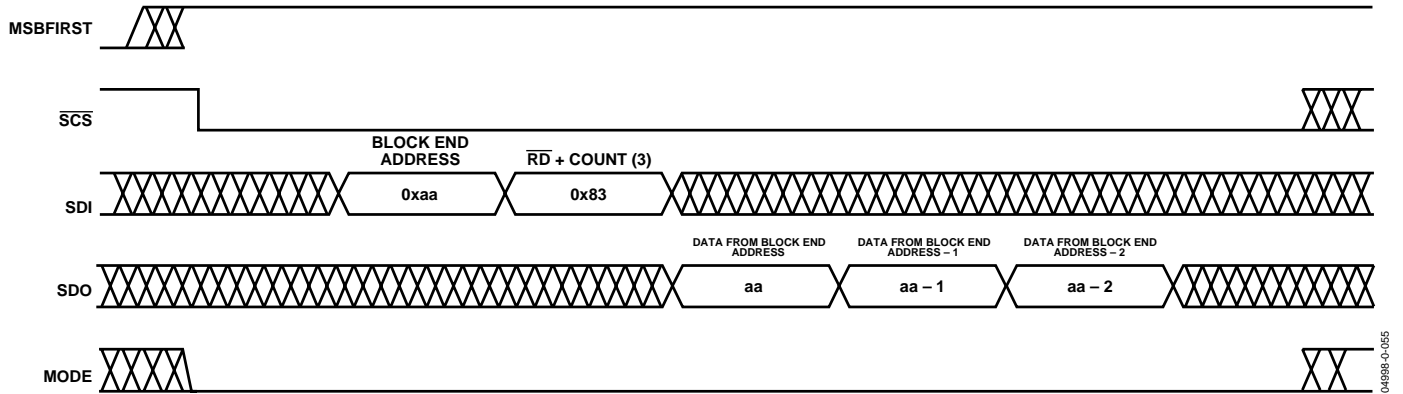 MSBFIRST
SCS
BLOCK END
ADDRESS
RD + COUNT (3)
SDI
0xaa
0x83
DATA FROM BLOCK END
ADDRESS
DATA FROM BLOCK END
ADDRESS – 1
DATA FROM BLOCK END
ADDRESS – 2
SDO
aa
aa – 1
aa – 2
MODE
04998-0-055